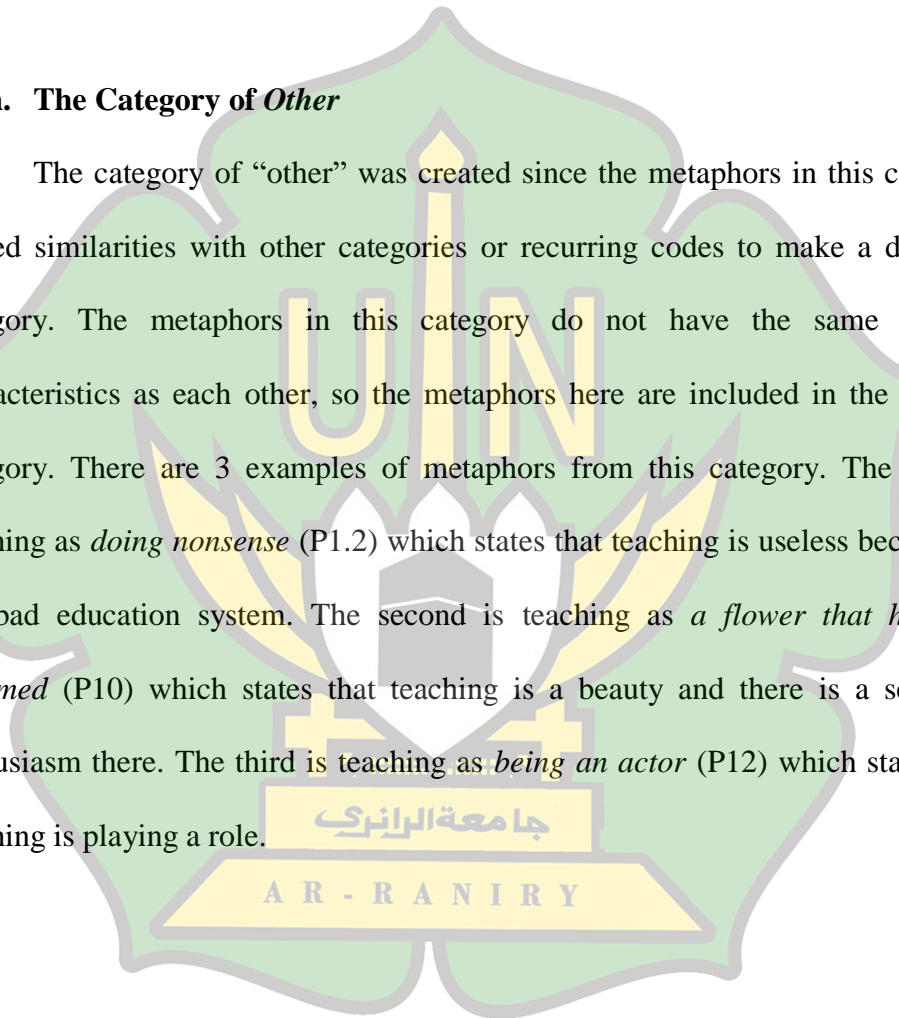 . The Category of Other
The category of “other” was created since the metaphors in this c
ed similarities with other categories or recurring codes to make a d
gory. The metaphors in this category do not have the same
acteristics as each other, so the metaphors here are included in the
gory. There are 3 examples of metaphors from this category. The
ning as doing nonsense (P1.2) which states that teaching is useless bec
bad education system. The second is teaching as a flower that h
med (P10) which states that teaching is a beauty and there is a s
usiasm there. The third is teaching as being an actor (P12) which sta
ning is playing a role.
UIN
جامعة الرانري
AR-RANIRY